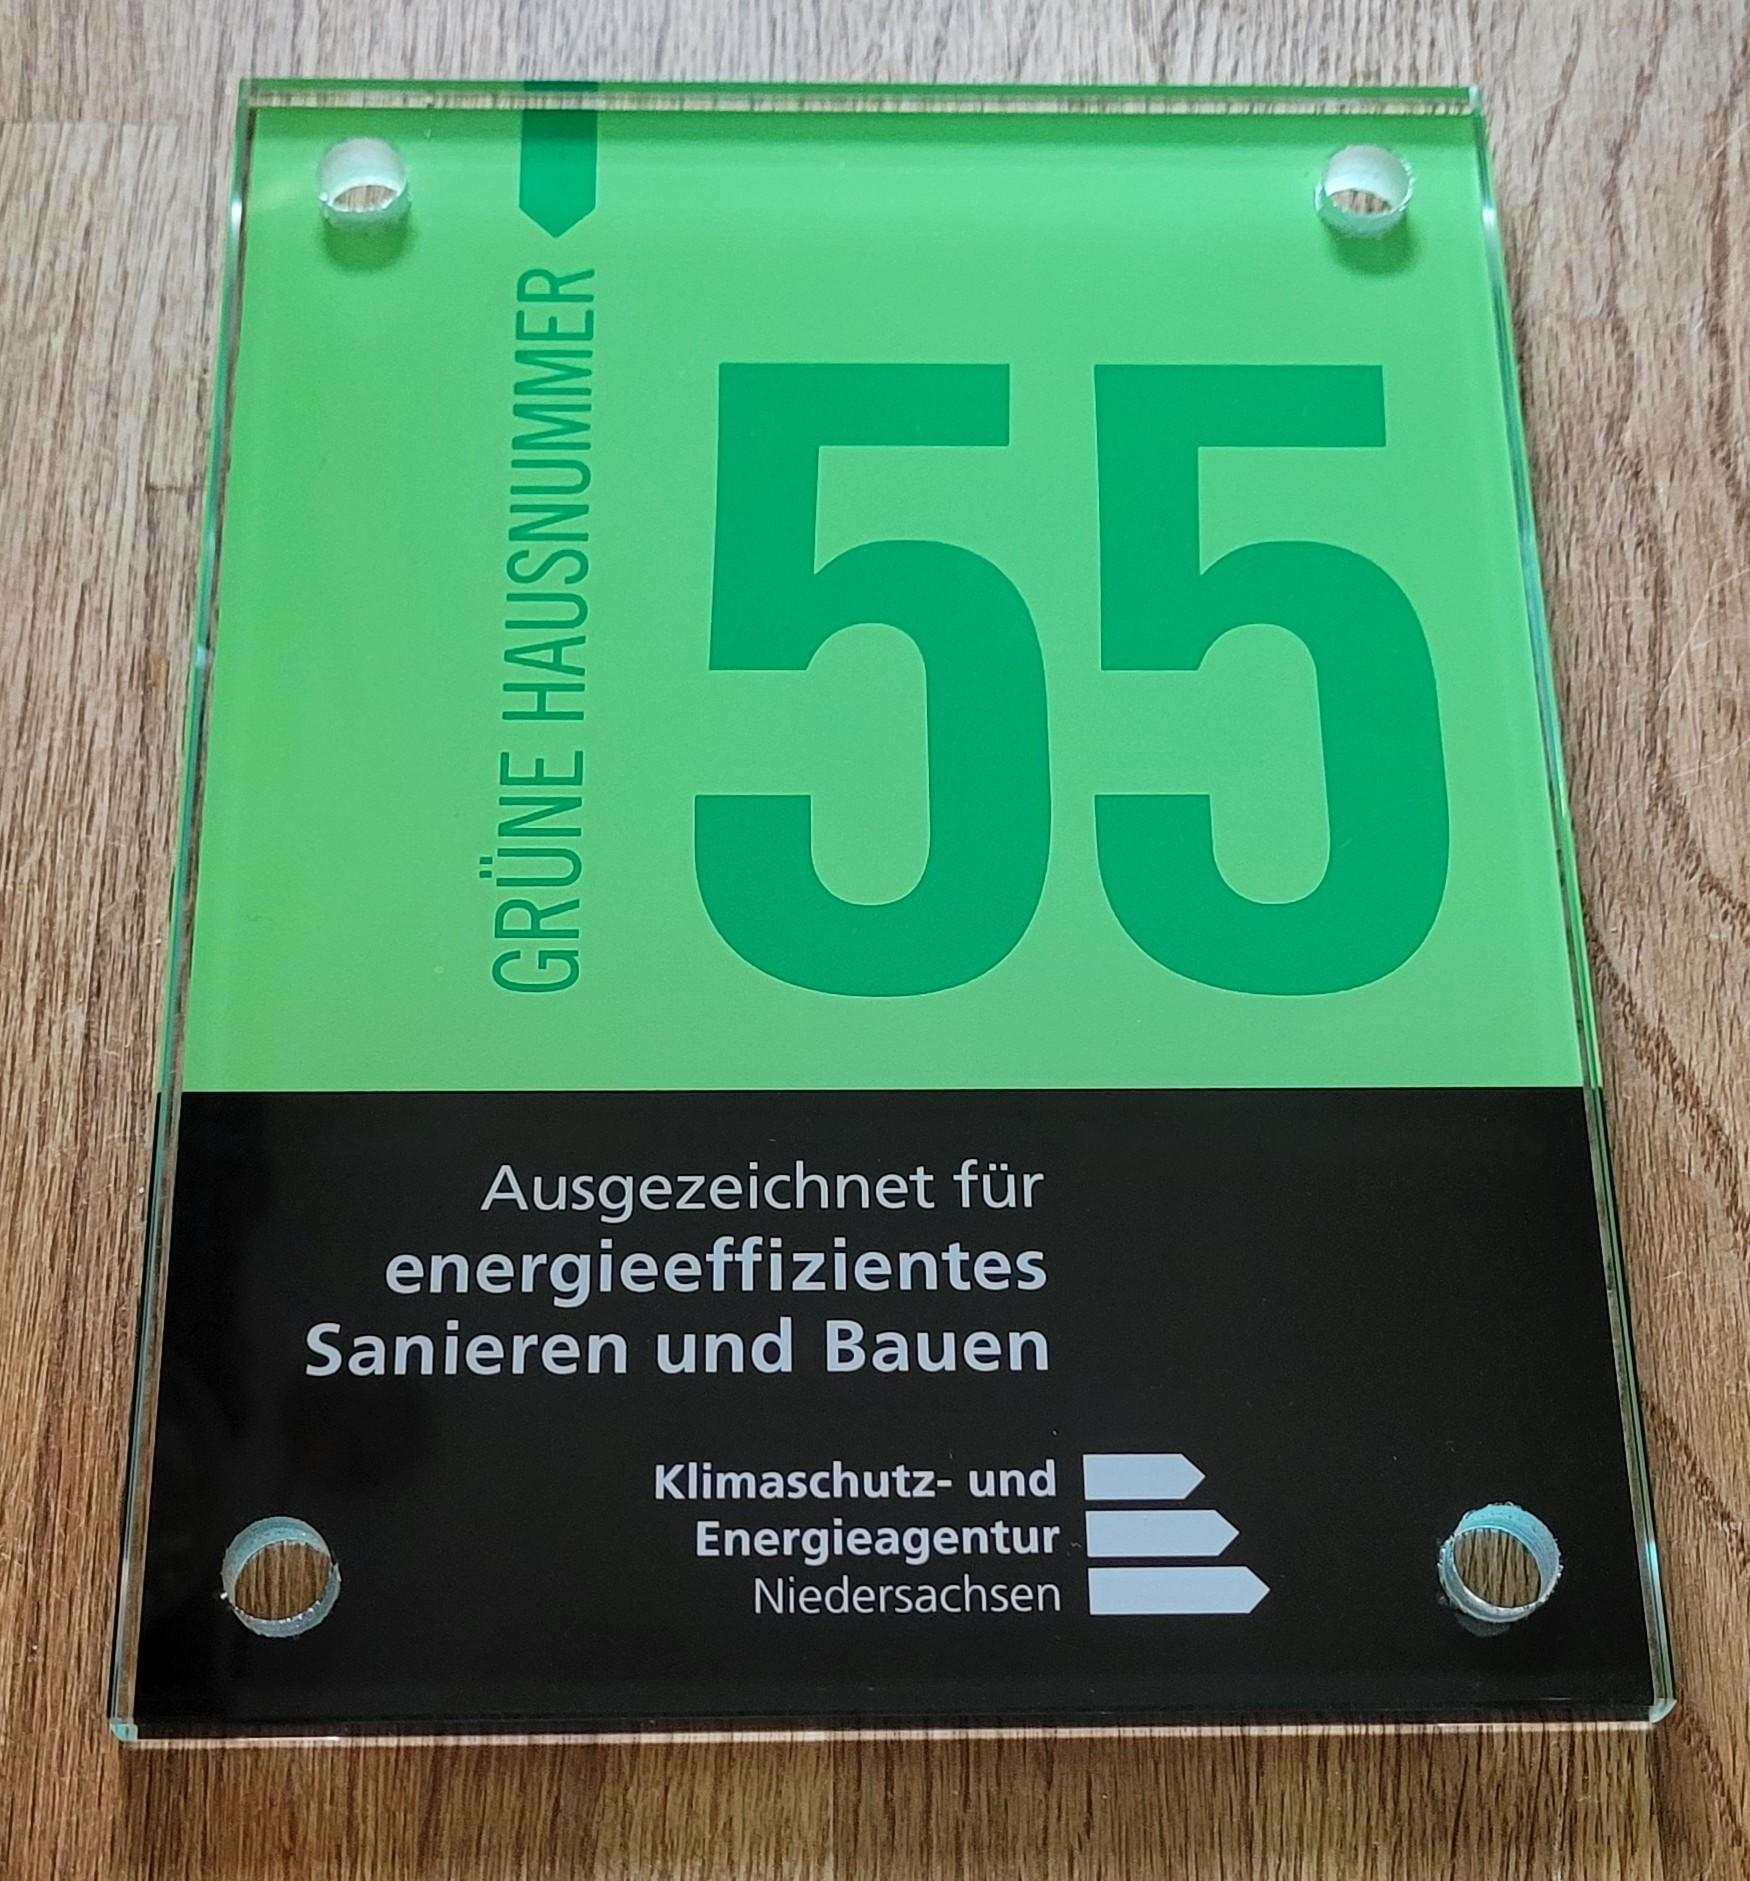 GRÜNE HAUSNUMMER
55
Ausgezeichnet für
energieeffizientes
Sanieren und Bauen
Klimaschutz- und
Energieagentur
Niedersachsen